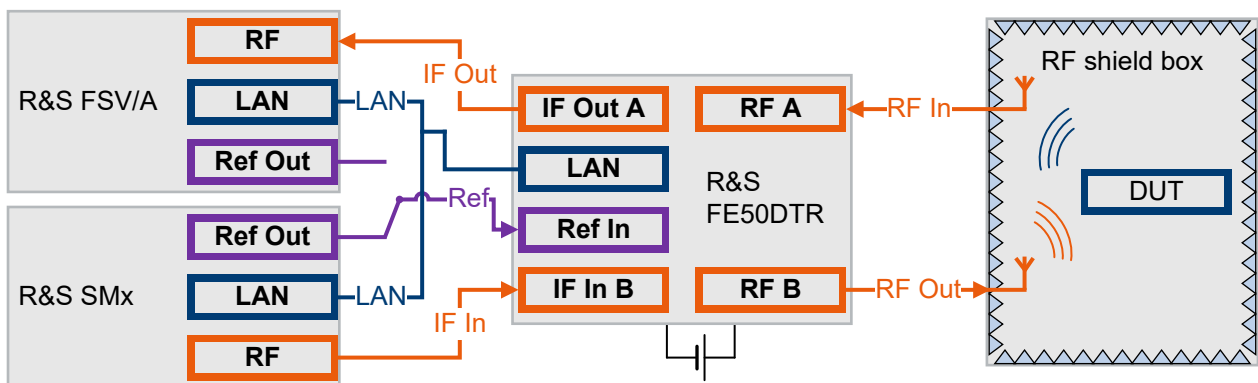 R&S FSV/A
RF
LAN
Ref Out
R&S SMx
Ref Out
LAN
RF
IF Out
LAN
Ref
LAN
IF In
IF Out A
LAN
Ref In
IF In B
RF A
R&S
FE50DTR
RF B
RF In
RF Out
RF shield box
DUT